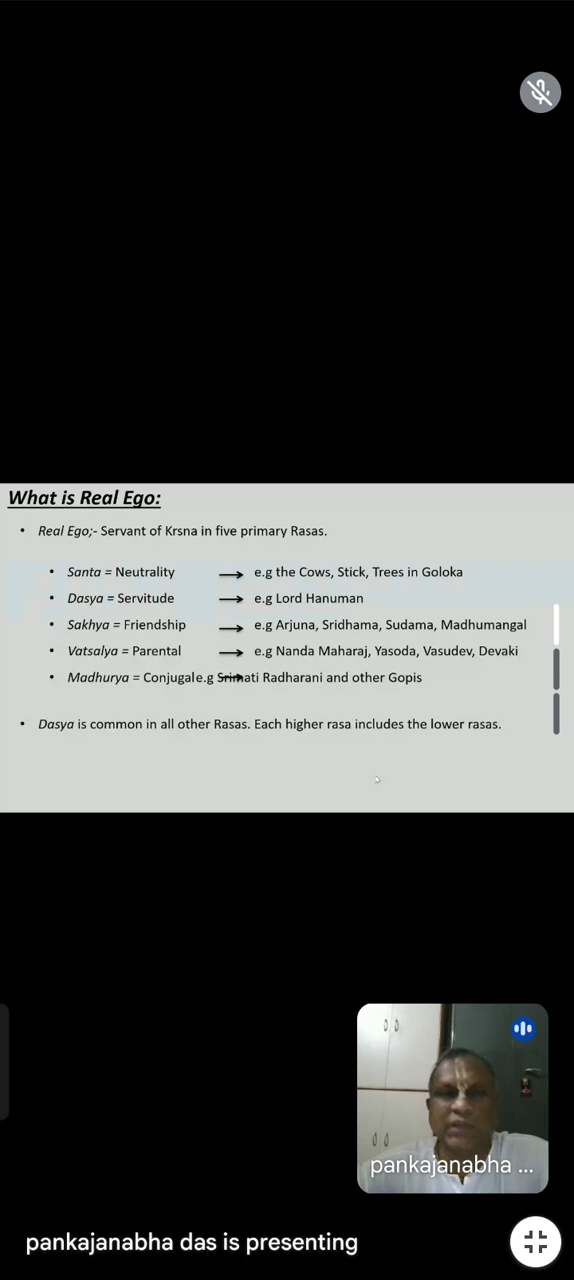 What is Real Ego:
• Real Ego;- Servant of Krsna in five primary Rasas.
• Santa = Neutrality → e.g the Cows, Stick, Trees in Goloka
• Dasya = Servitude → e.g Lord Hanuman
• Sakhya = Friendship → e.g Arjuna, Sridhama, Sudama, Madhumangal
• Vatsalya = Parental → e.g Nanda Maharaj, Yasoda, Vasudev, Devaki
• Madhurya = Conjugale.g Srimati Radharani and other Gopis
• Dasya is common in all other Rasas. Each higher rasa includes the lower rasas.
pankajanabha ...
pankajanabha das is presenting